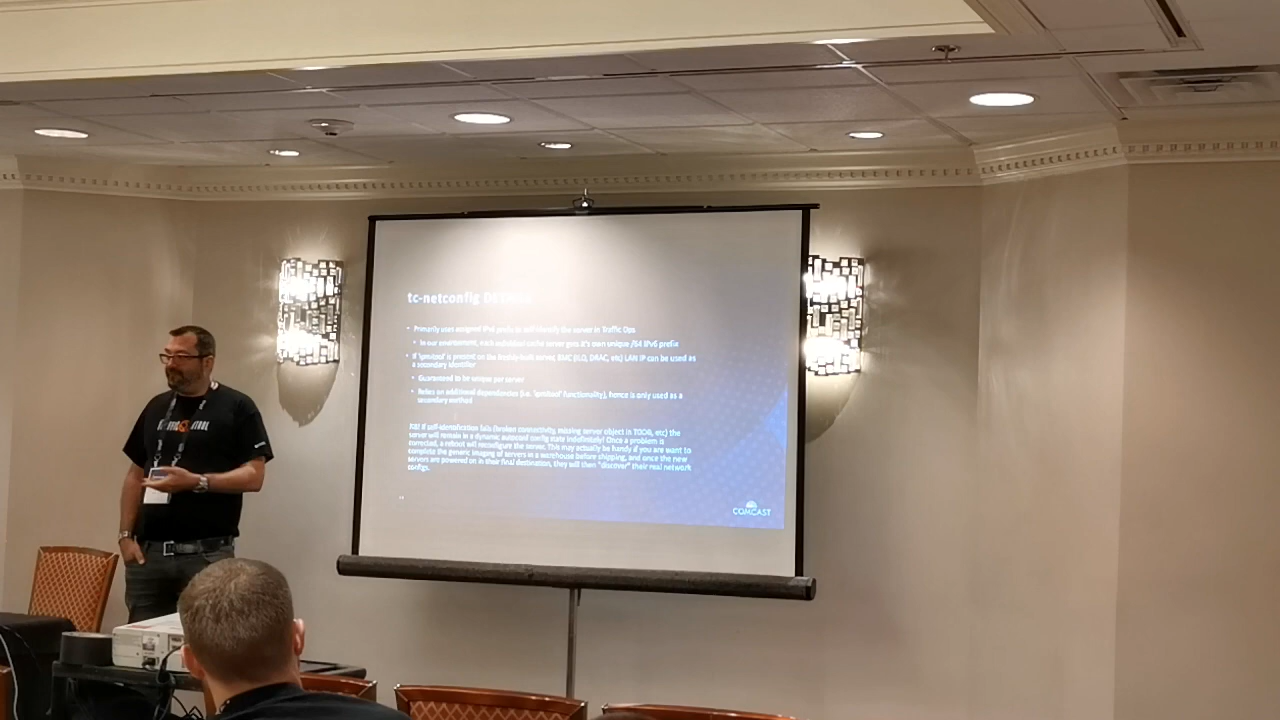 tc-netconfig
• Primarily uses assigned IPv6 prefix to self-identify the server in Traffic Ops
• In our environment, each individual cache server gets it's own unique /64 IPv6 prefix
• If 'ipmitool' is present on the freshly-built server, BMC (ILO, DRAC, etc) LAN IP can be used as
a secondary identifier
• Guaranteed to be unique per server
• Relies on additional dependencies (i.e. 'ipmitool' functionality), hence is only used as a
secondary method
If self-identification fails (broken connectivity, missing server object in TODB, etc) the
server will remain in a dynamic autoconf config state indefinitely! Once a problem is
corrected, a reboot will reconfigure the server. This may actually be handy if you are want to
complete the generic imaging of servers in a warehouse before shipping, and once the new
servers are powered on in their final destination, they will then "discover" their real network
configs.
COMCAST